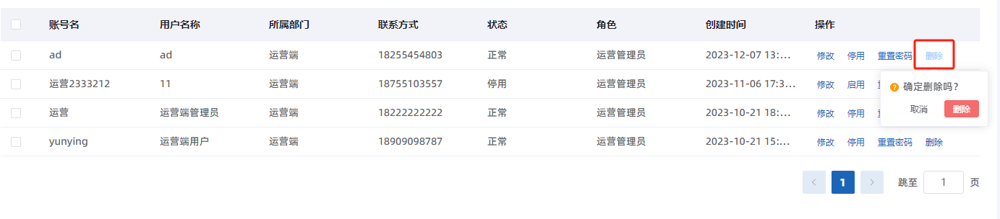 账号名 用户名称 所属部门 联系方式 状态 角色 创建时间 操作
ad ad 运营端 18255454803 正常 运营管理员 2023-12-07 13:... 修改 停用 重置密码 删除
运营2333212 11 运营端 18755103557 停用 运营管理员 2023-11-06 17:3... 修改 启用
确定删除吗？
运营 运营端管理员 运营端 18222222222 正常 运营管理员 2023-10-21 18:... 修改 停用 重置密码
取消 删除
yunying 运营端用户 运营端 18909098787 正常 运营管理员 2023-10-21 15:... 修改 停用 重置密码 删除
1 跳至 1 页